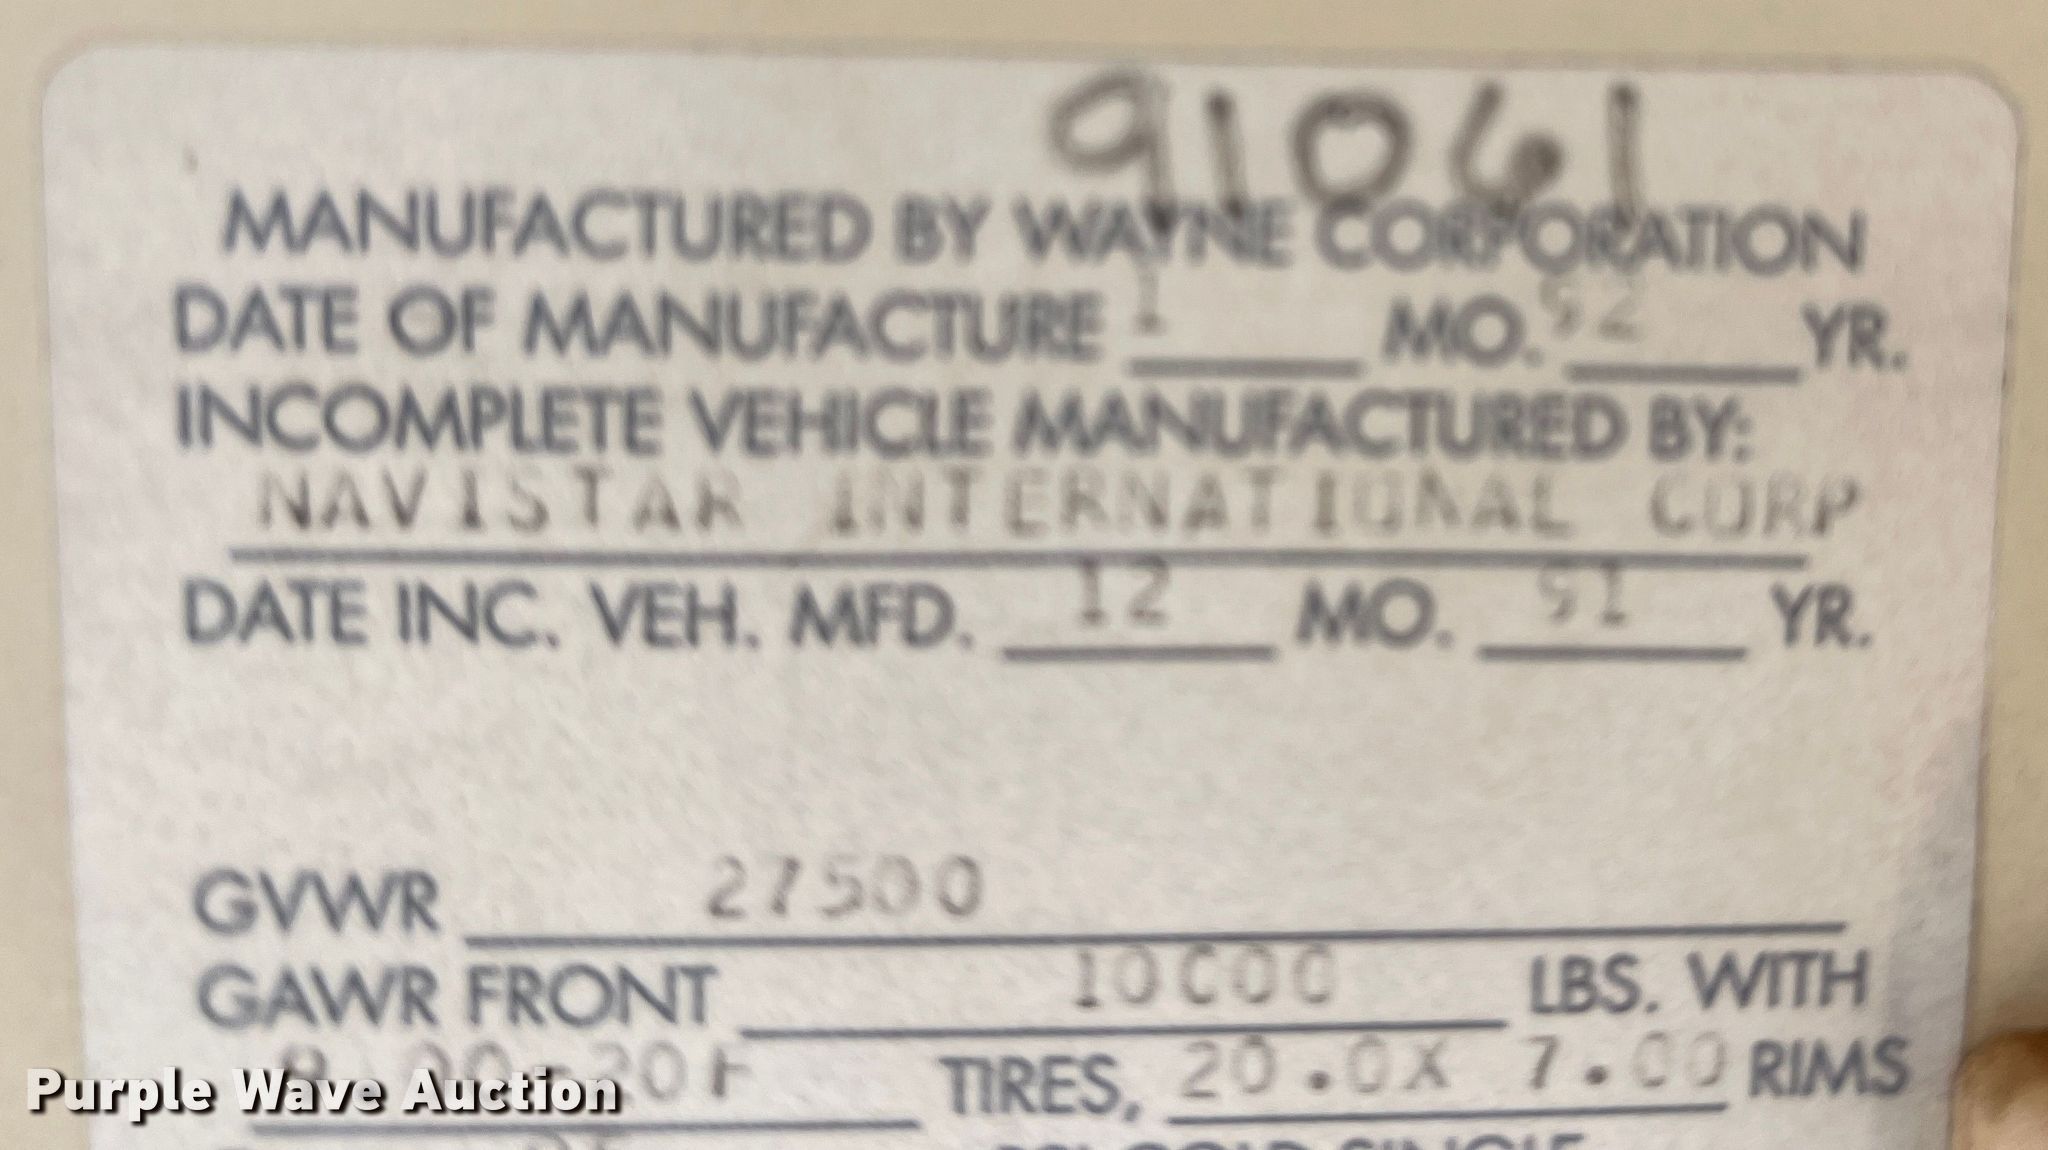 91061
MANUFACTURED BY WAYNE CORPORATION
DATE OF MANUFACTURE 1 MO. 92 YR.
INCOMPLETE VEHICLE MANUFACTURED BY:
NAVISTAR INTERNATIONAL CORP
DATE INC. VEH. MFD. 12 MO. 91 YR.
GVWR 27500
GAWR FRONT 10000 LBS. WITH
TIRES, 20.0X 7.00 RIMS
Purple Wave Auction